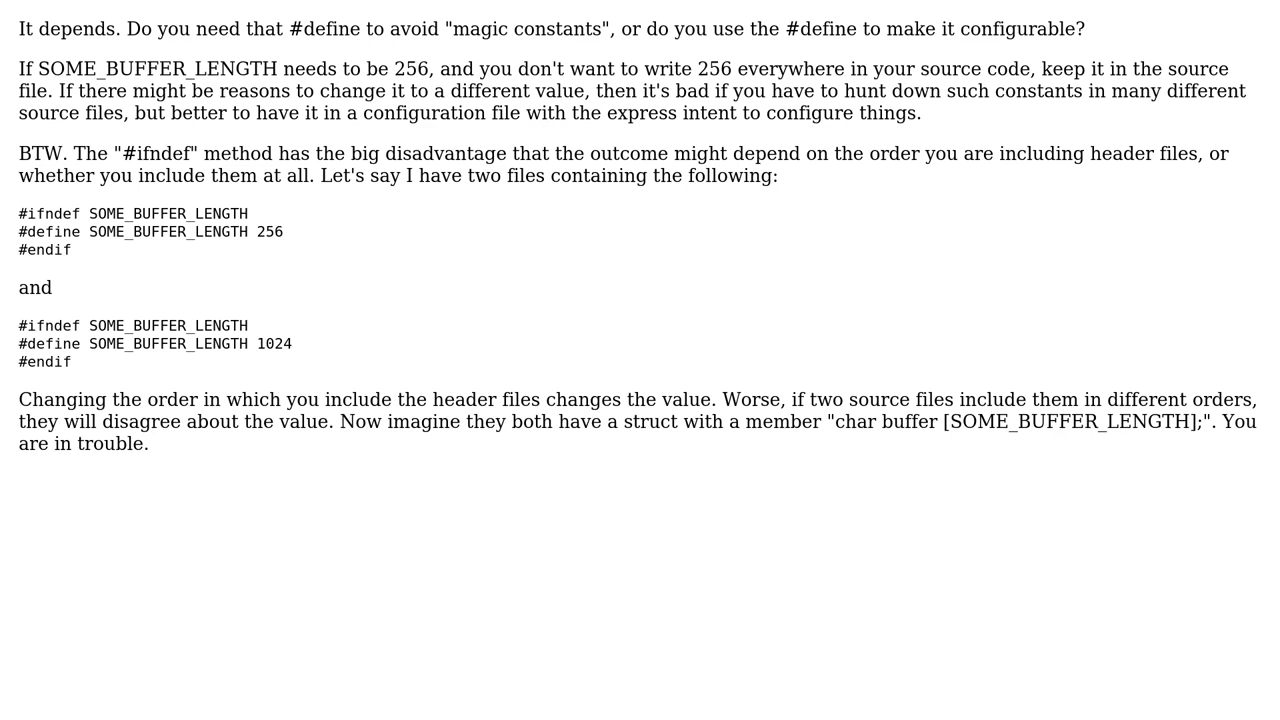 It depends. Do you need that #define to avoid "magic constants", or do you use the #define to make it configurable?
If SOME_BUFFER_LENGTH needs to be 256, and you don't want to write 256 everywhere in your source code, keep it in the source
file. If there might be reasons to change it to a different value, then it's bad if you have to hunt down such constants in many different
source files, but better to have it in a configuration file with the express intent to configure things.
BTW. The "#ifndef" method has the big disadvantage that the outcome might depend on the order you are including header files, or
whether you include them at all. Let's say I have two files containing the following:
#ifndef SOME_BUFFER_LENGTH
#define SOME_BUFFER_LENGTH 256
#endif
and
#ifndef SOME_BUFFER_LENGTH
#define SOME_BUFFER_LENGTH 1024
#endif
Changing the order in which you include the header files changes the value. Worse, if two source files include them in different orders,
they will disagree about the value. Now imagine they both have a struct with a member "char buffer [SOME_BUFFER_LENGTH];". You
are in trouble.